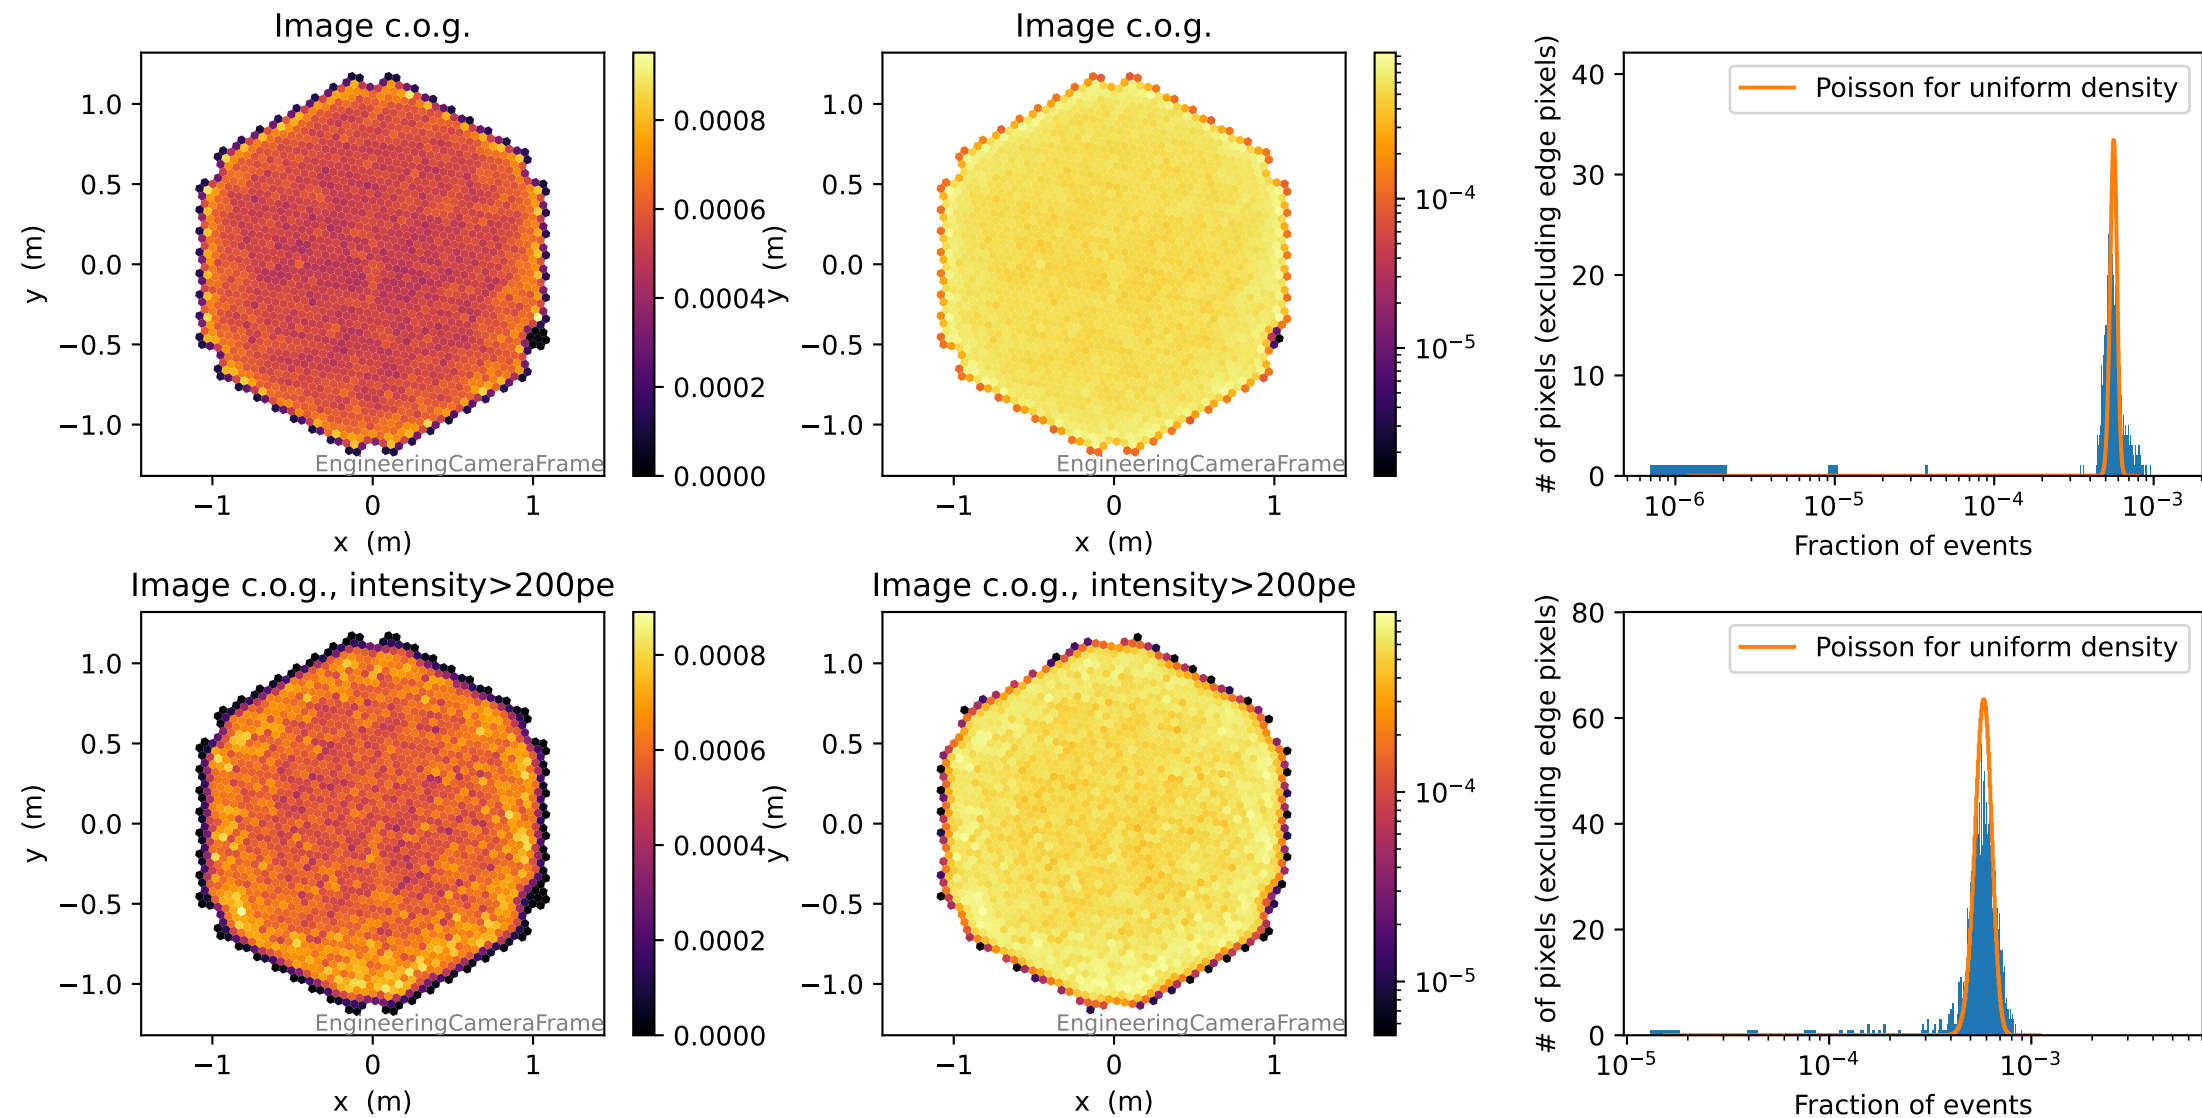 Image c.o.g.
1.0
0.5
0.0
−0.5
−1.0
y (m)
−1
0
1
x (m)
EngineeringCameraFrame
0.0008
0.0006
0.0004
0.0002
0.0000
Image c.o.g.
1.0
0.5
0.0
−0.5
−1.0
y (m)
−1
0
1
x (m)
EngineeringCameraFrame
10⁻⁴
10⁻⁵
Poisson for uniform density
40
30
20
10
0
# of pixels (excluding edge pixels)
10⁻⁶
10⁻⁵
10⁻⁴
10⁻³
Fraction of events
Image c.o.g., intensity>200pe
1.0
0.5
0.0
−0.5
−1.0
y (m)
−1
0
1
x (m)
EngineeringCameraFrame
0.0008
0.0006
0.0004
0.0002
0.0000
Image c.o.g., intensity>200pe
1.0
0.5
0.0
−0.5
−1.0
y (m)
−1
0
1
x (m)
EngineeringCameraFrame
10⁻⁴
10⁻⁵
Poisson for uniform density
80
60
40
20
0
# of pixels (excluding edge pixels)
10⁻⁵
10⁻⁴
10⁻³
Fraction of events